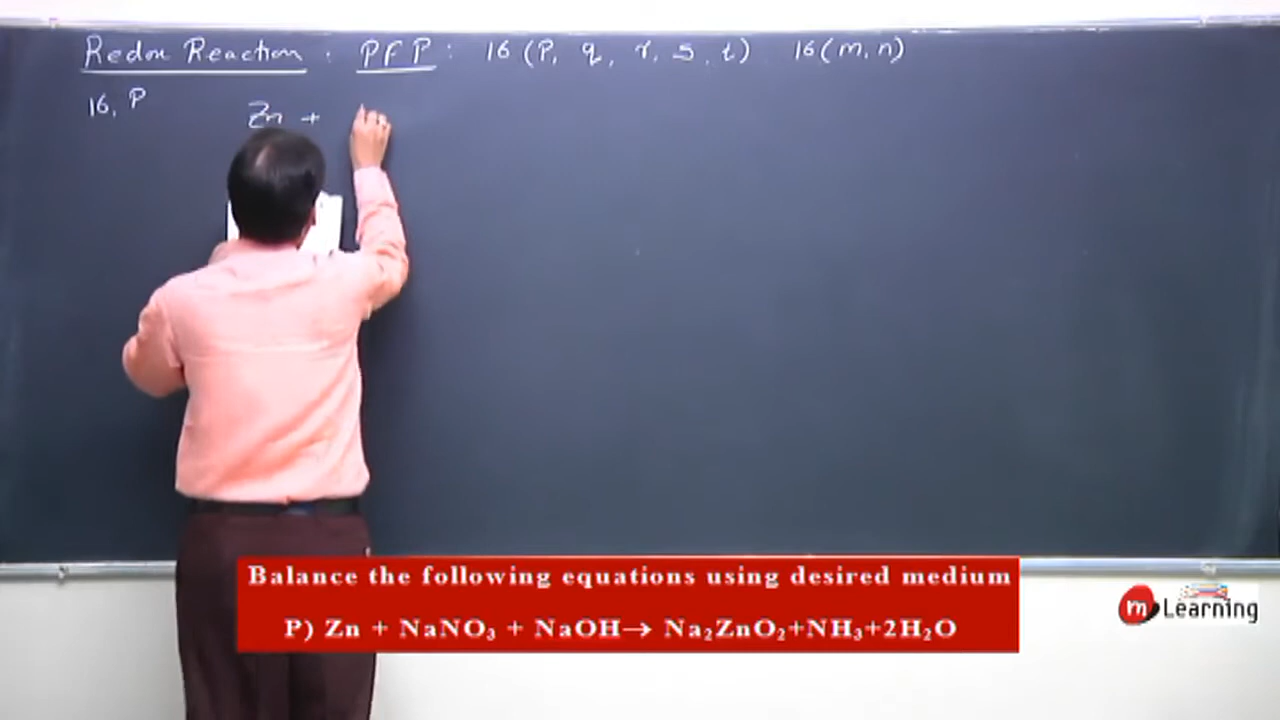 Redox Reaction : PFP : 16 (P, q, r, s, t) 16(m, n)
16, P Zn +
Balance the following equations using desired medium
P) Zn + NaNO₃ + NaOH→ Na₂ZnO₂+NH₃+2H₂O
m Learning